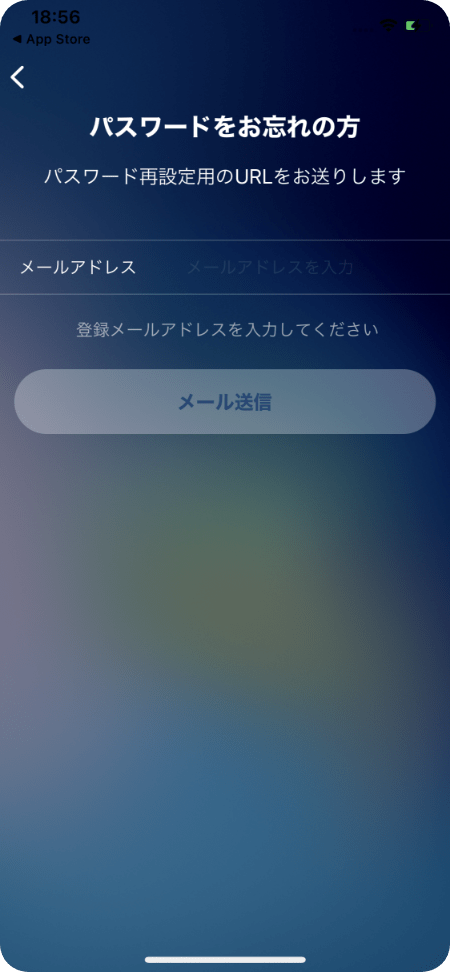 18:56
◀ App Store
パスワードをお忘れの方
パスワード再設定用のURLをお送りします
メールアドレス メールアドレスを入力
登録メールアドレスを入力してください
メール送信